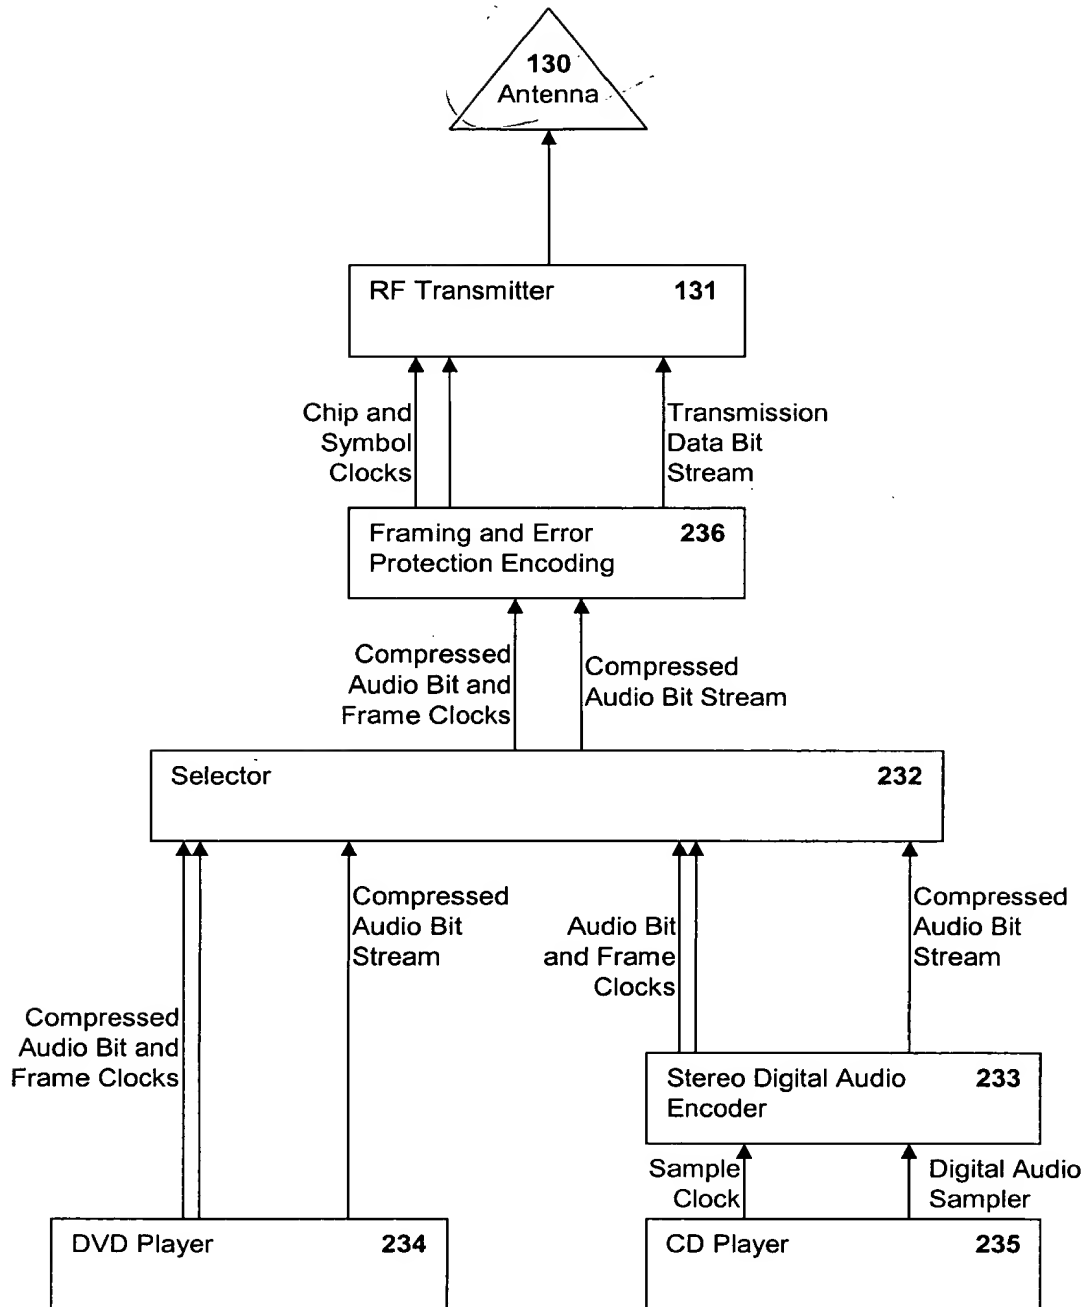 130
Antenna
RF Transmitter 131
Chip and
Symbol
Clocks
Transmission
Data Bit
Stream
Framing and Error 236
Protection Encoding
Compressed
Audio Bit and
Frame Clocks
Compressed
Audio Bit Stream
Selector 232
Compressed
Audio Bit and
Frame Clocks
Compressed
Audio Bit
Stream
Audio Bit
and Frame
Clocks
Compressed
Audio Bit
Stream
Stereo Digital Audio 233
Encoder
Sample
Clock
Digital Audio
Sampler
DVD Player 234
CD Player 235